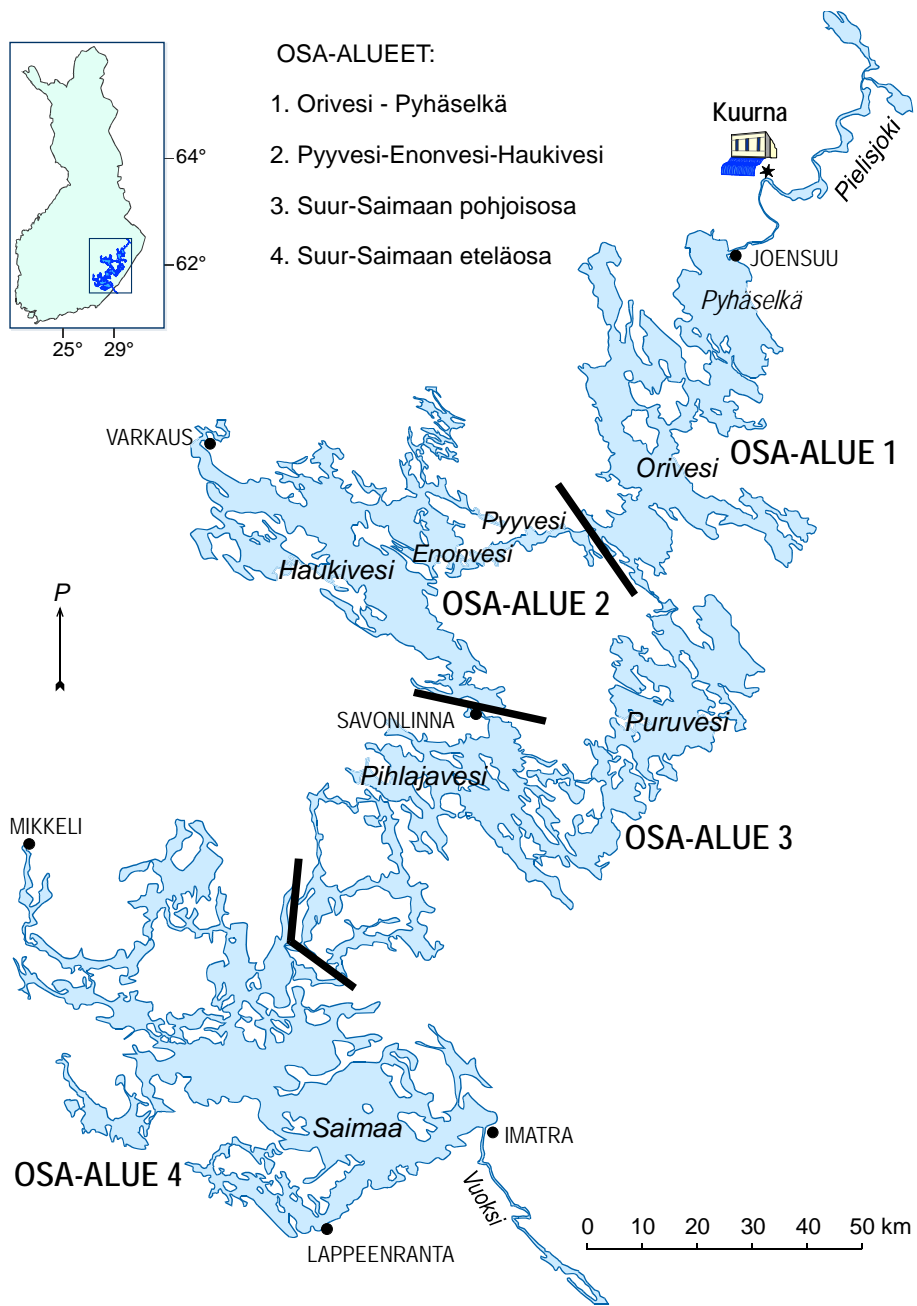 OSA-ALUEET:
1. Orivesi - Pyhäselkä
2. Pyyvesi-Enonvesi-Haukivesi
3. Suur-Saimaan pohjoisosa
4. Suur-Saimaan eteläosa
64°
62°
25° 29°
Kuurna
Pielisjoki
JOENSUU
Pyhäselkä
VARKAUS
OSA-ALUE 1
Orivesi
Pyyvesi
Enonvesi
Haukivesi
OSA-ALUE 2
P
SAVONLINNA
Puruvesi
Pihlajavesi
MIKKELI
OSA-ALUE 3
Saimaa
IMATRA
OSA-ALUE 4
Vuoksi
LAPPEENRANTA
0 10 20 30 40 50 km